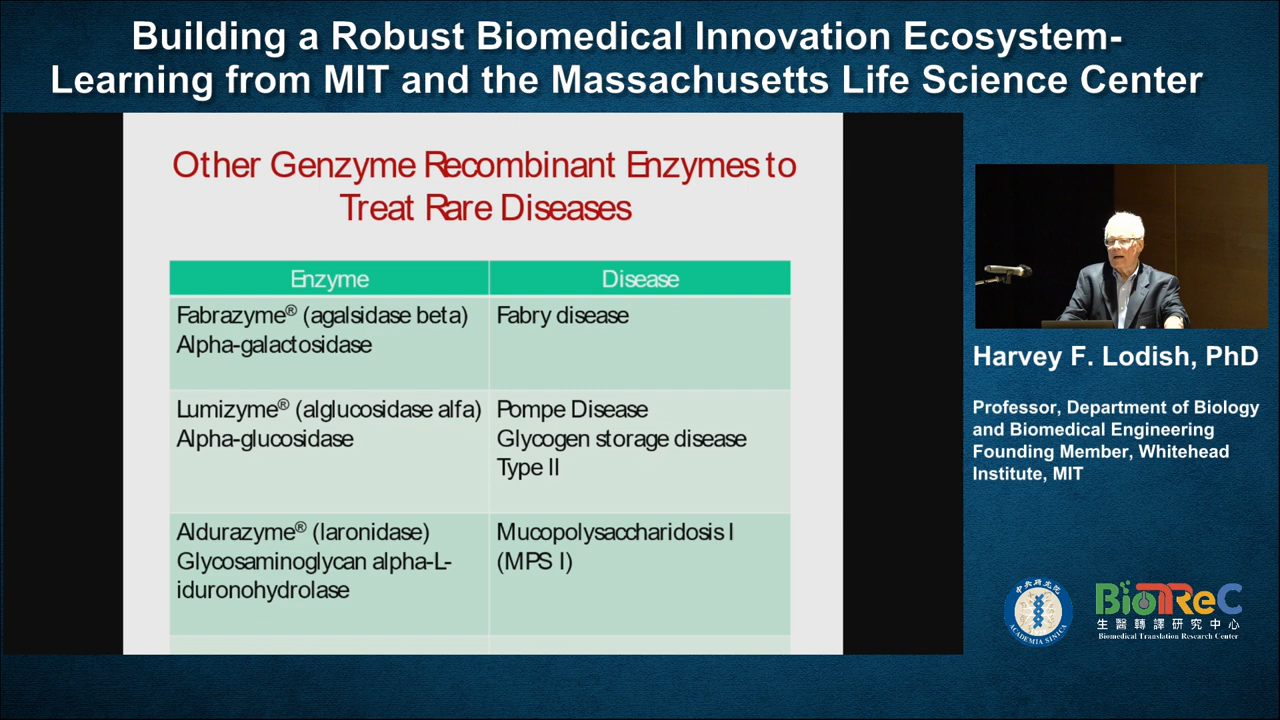 Building a Robust Biomedical Innovation Ecosystem-
Learning from MIT and the Massachusetts Life Science Center
Other Genzyme Recombinant Enzymes to
Treat Rare Diseases
Enzyme
Disease
Fabrazyme® (agalsidase beta)
Alpha-galactosidase
Fabry disease
Lumizyme® (alglucosidase alfa)
Alpha-glucosidase
Pompe Disease
Glycogen storage disease
Type II
Aldurazyme® (laronidase)
Glycosaminoglycan alpha-L-
iduronohydrolase
Mucopolysaccharidosis I
(MPS I)
Harvey F. Lodish, PhD
Professor, Department of Biology
and Biomedical Engineering
Founding Member, Whitehead
Institute, MIT
中央研究院
ACADEMIA SINICA
BioTReC
生醫轉譯研究中心
Biomedical Translation Research Center